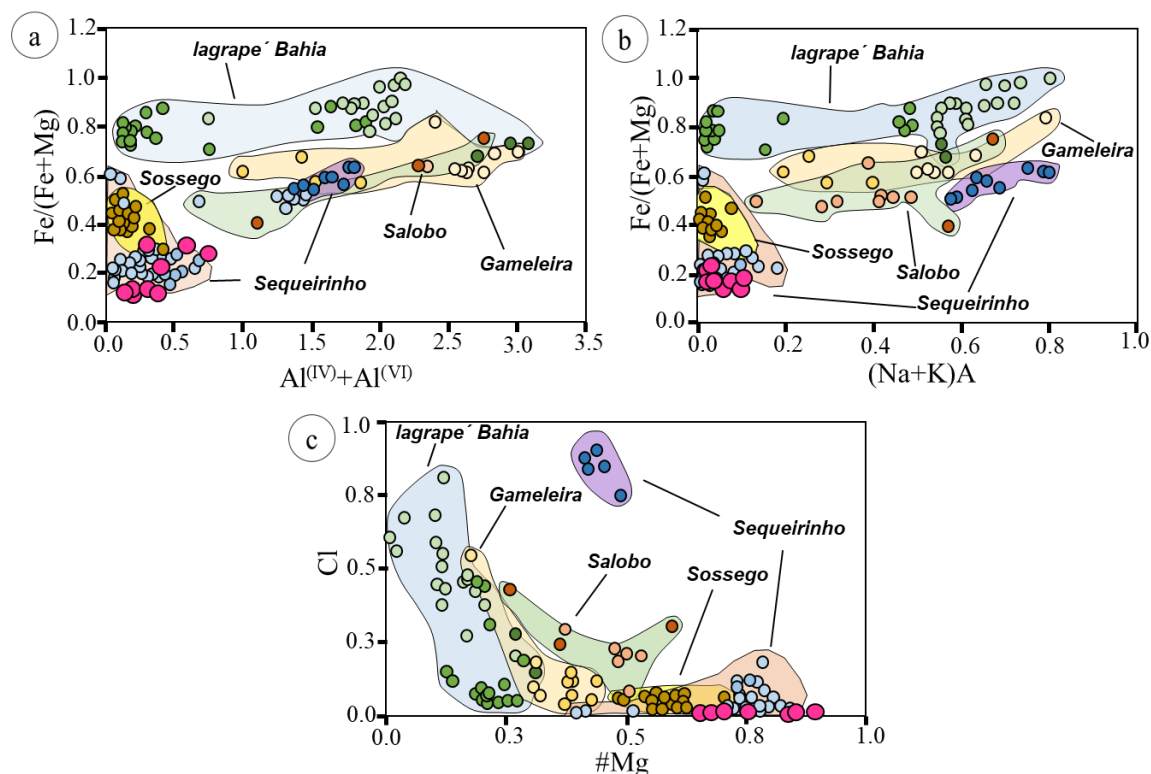 a
1.2
1.0
0.8
0.6
0.4
0.2
0.0
Fe/(Fe+Mg)
lagrape´ Bahia
Sossego
Salobo
Gameleira
Sequeirinho
0.0 0.5 1.0 1.5 2.0 2.5 3.0 3.5
Al(IV)+Al(VI)
b
1.2
1.0
0.8
0.6
0.4
0.2
0.0
Fe/(Fe+Mg)
lagrape´ Bahia
Gameleira
Sossego
Salobo
Sequeirinho
0.0 0.2 0.4 0.6 0.8 1.0
(Na+K)A
c
1.0
0.8
0.5
0.3
0.0
Cl
lagrape´ Bahia
Gameleira
Sequeirinho
Salobo
Sossego
0.0 0.3 0.5 0.8 1.0
#Mg